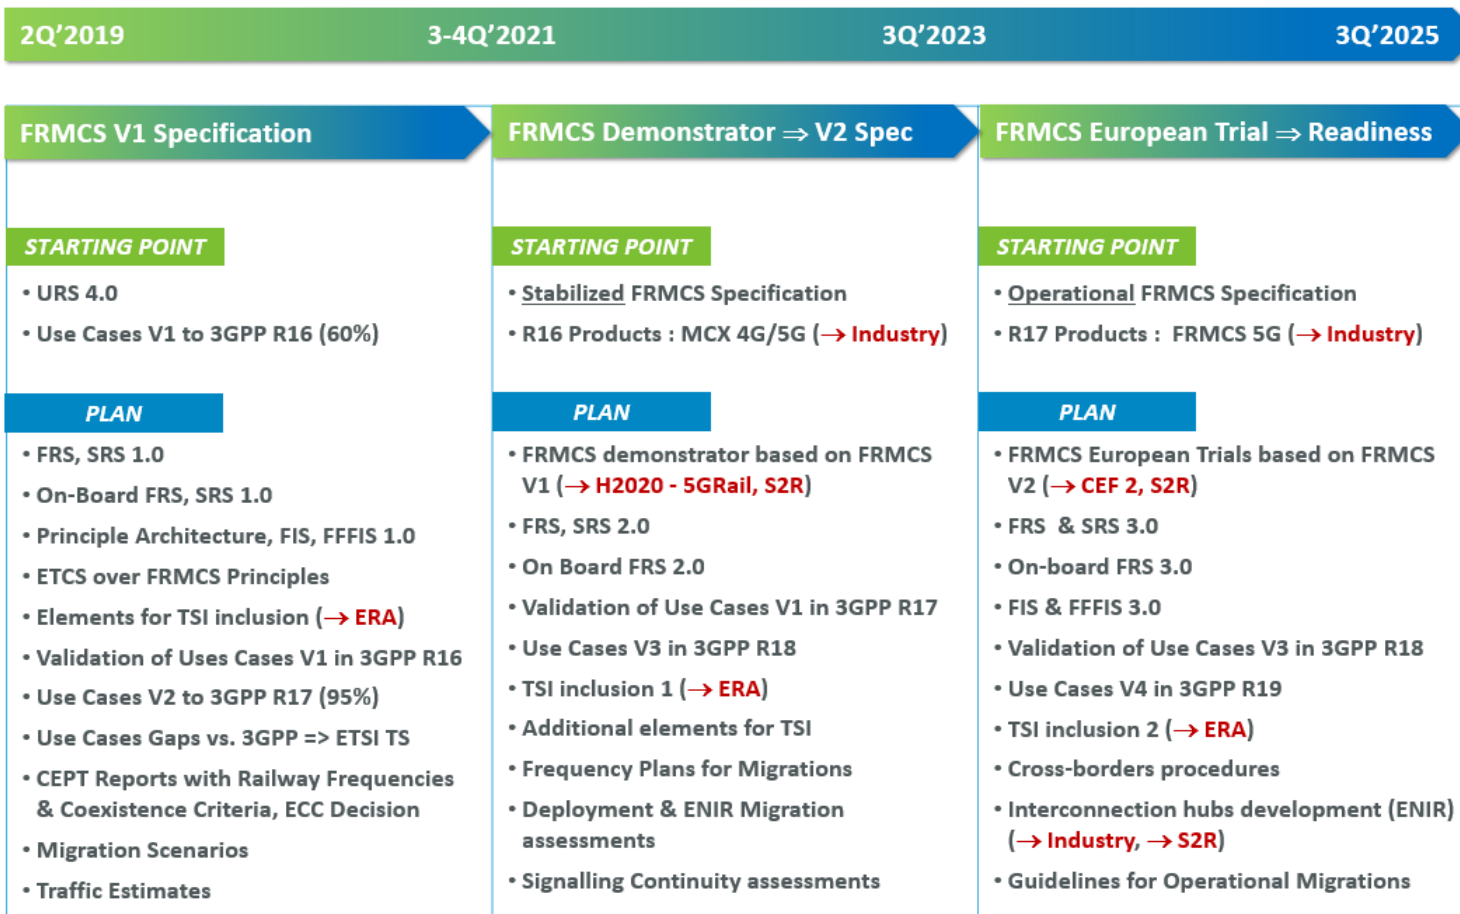 2Q’2019 3-4Q’2021 3Q’2023 3Q’2025
FRMCS V1 Specification
STARTING POINT
• URS 4.0
• Use Cases V1 to 3GPP R16 (60%)
PLAN
• FRS, SRS 1.0
• On-Board FRS, SRS 1.0
• Principle Architecture, FIS, FFFIS 1.0
• ETCS over FRMCS Principles
• Elements for TSI inclusion (→ ERA)
• Validation of Uses Cases V1 in 3GPP R16
• Use Cases V2 to 3GPP R17 (95%)
• Use Cases Gaps vs. 3GPP => ETSI TS
• CEPT Reports with Railway Frequencies
& Coexistence Criteria, ECC Decision
• Migration Scenarios
• Traffic Estimates
FRMCS Demonstrator ⇒ V2 Spec
STARTING POINT
• Stabilized FRMCS Specification
• R16 Products : MCX 4G/5G (→ Industry)
PLAN
• FRMCS demonstrator based on FRMCS
V1 (→ H2020 - 5GRail, S2R)
• FRS, SRS 2.0
• On Board FRS 2.0
• Validation of Use Cases V1 in 3GPP R17
• Use Cases V3 in 3GPP R18
• TSI inclusion 1 (→ ERA)
• Additional elements for TSI
• Frequency Plans for Migrations
• Deployment & ENIR Migration
assessments
• Signalling Continuity assessments
FRMCS European Trial ⇒ Readiness
STARTING POINT
• Operational FRMCS Specification
• R17 Products : FRMCS 5G (→ Industry)
PLAN
• FRMCS European Trials based on FRMCS
V2 (→ CEF 2, S2R)
• FRS & SRS 3.0
• On-board FRS 3.0
• FIS & FFFIS 3.0
• Validation of Use Cases V3 in 3GPP R18
• Use Cases V4 in 3GPP R19
• TSI inclusion 2 (→ ERA)
• Cross-borders procedures
• Interconnection hubs development (ENIR)
(→ Industry, → S2R)
• Guidelines for Operational Migrations